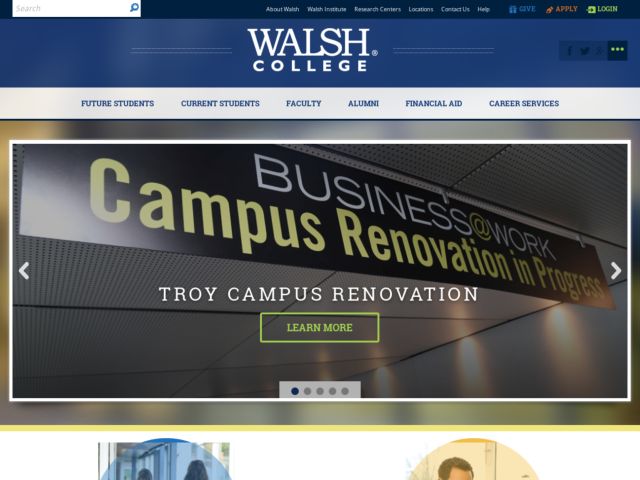 Search
About Walsh Walsh Institute Research Centers Locations Contact Us Help GIVE APPLY LOGIN
WALSH®
COLLEGE
FUTURE STUDENTS CURRENT STUDENTS FACULTY ALUMNI FINANCIAL AID CAREER SERVICES
BUSINESS@WORK
Campus Renovation in Progress
TROY CAMPUS RENOVATION
LEARN MORE